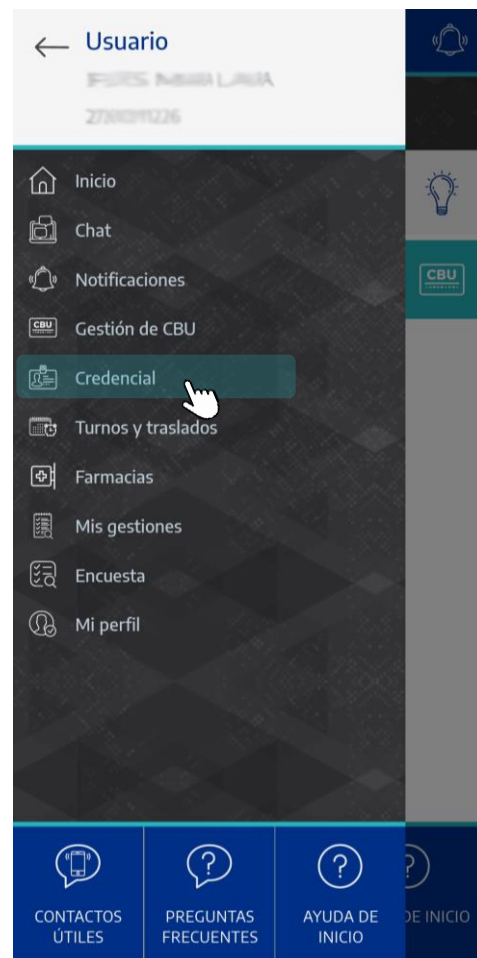 Usuario
Inicio
Chat
Notificaciones
CBU
Gestión de CBU
CBU
Credencial
Turnos y traslados
Farmacias
Mis gestiones
Encuesta
Mi perfil
CONTACTOS
ÚTILES
PREGUNTAS
FRECUENTES
AYUDA DE
INICIO
DE INICIO